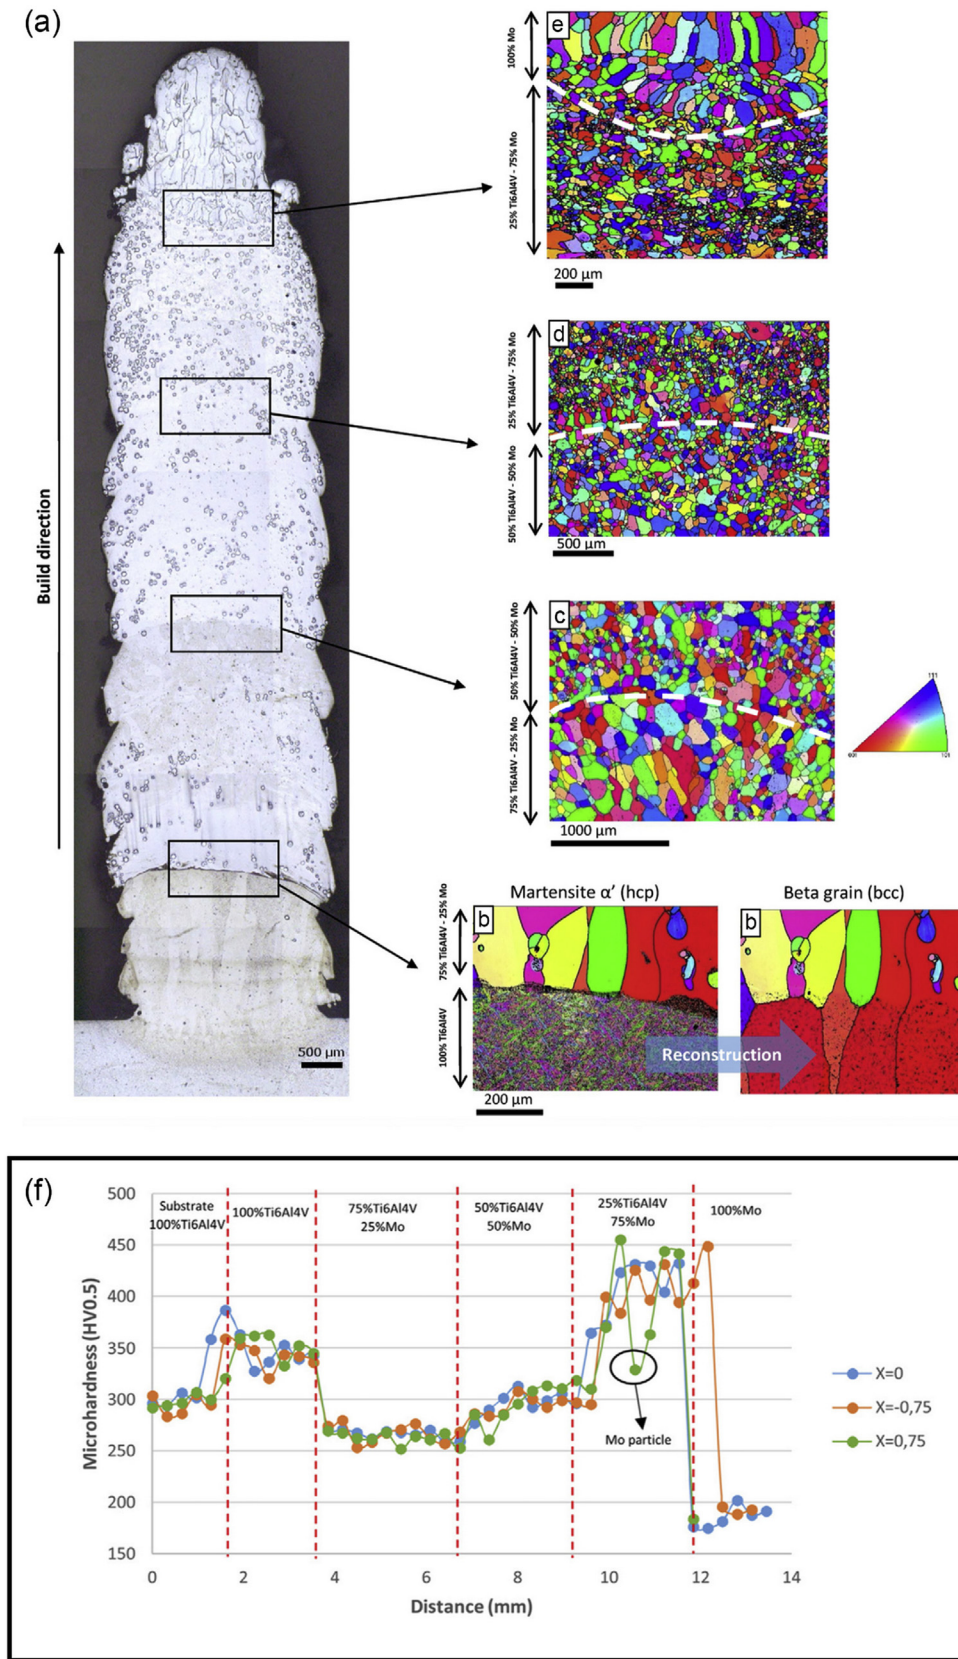 (a)
Build direction
500 µm
e
100% Mo
25% Ti6Al4V - 75% Mo
200 µm
d
25% Ti6Al4V - 75% Mo
50% Ti6Al4V - 50% Mo
500 µm
c
50% Ti6Al4V - 50% Mo
75% Ti6Al4V - 25% Mo
1000 µm
111
001
101
Martensite α' (hcp)
Beta grain (bcc)
b
b
75% Ti6Al4V - 25% Mo
100% Ti6Al4V
Reconstruction
200 µm
(f)
Microhardness (HV0.5)
500
450
400
350
300
250
200
150
Substrate
100%Ti6Al4V
100%Ti6Al4V
75%Ti6Al4V
25%Mo
50%Ti6Al4V
50%Mo
25%Ti6Al4V
75%Mo
100%Mo
Mo particle
X=0
X=-0,75
X=0,75
0
2
4
6
8
10
12
14
Distance (mm)